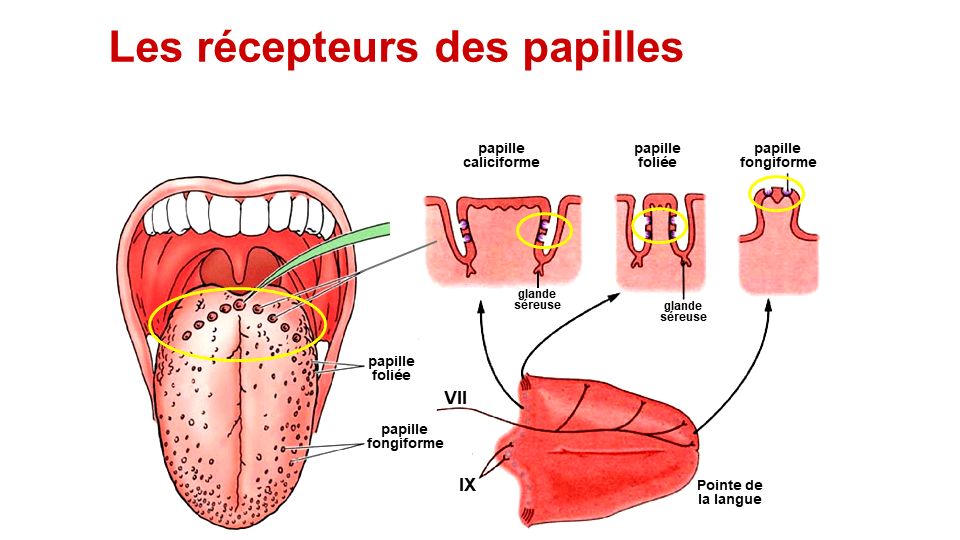 Les récepteurs des papilles
papille
caliciforme
papille
foliée
papille
fongiforme
glande
séreuse
glande
séreuse
papille
foliée
papille
fongiforme
VII
IX
Pointe de
la langue